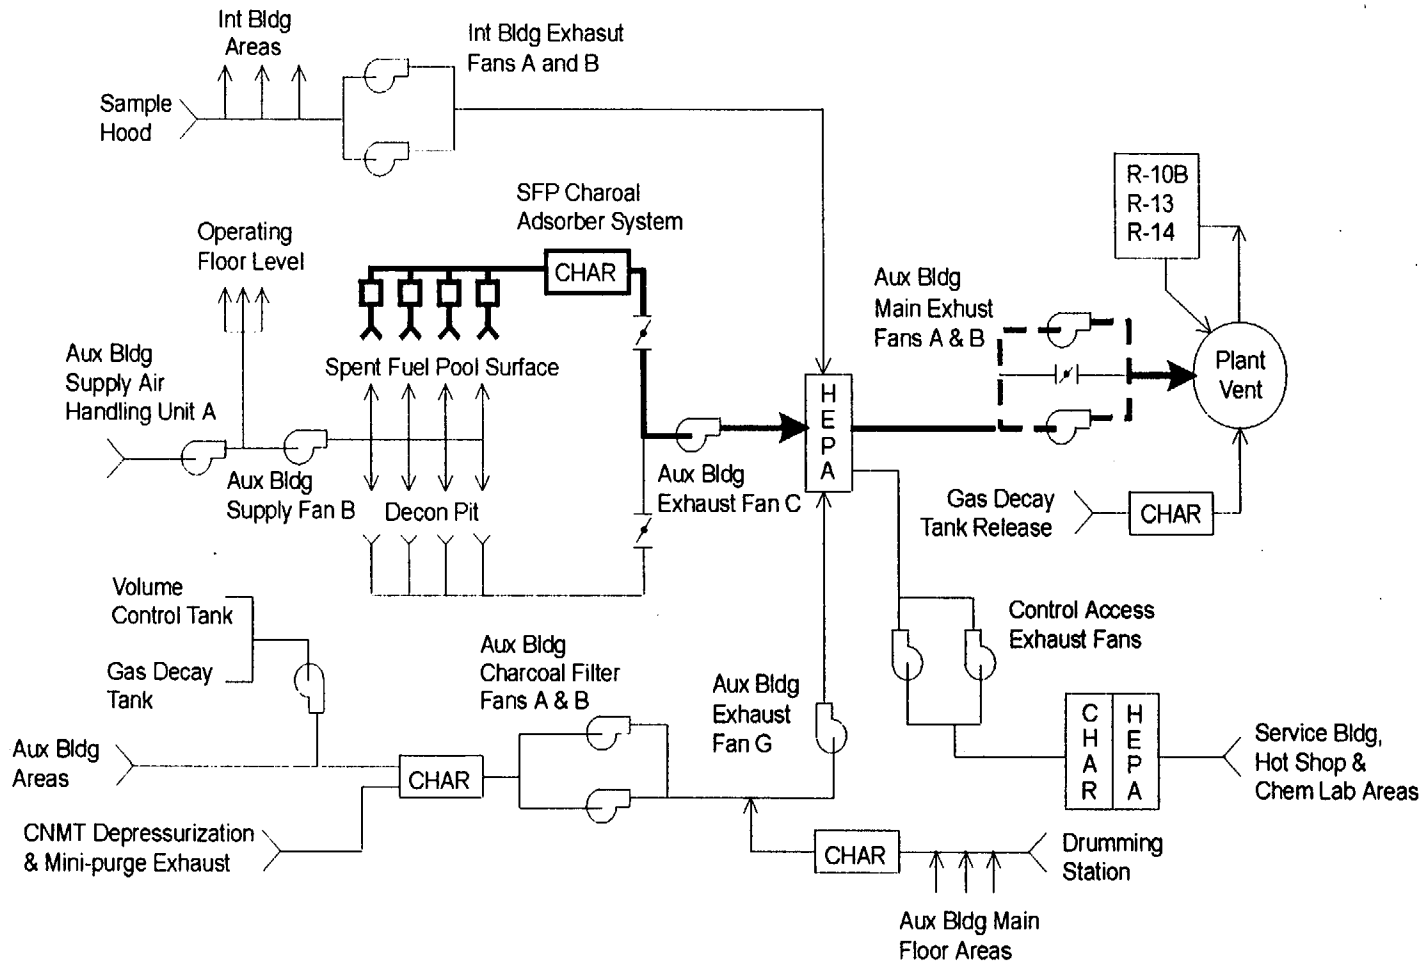 Int Bldg
Areas
Int Bldg Exhasut
Fans A and B
Sample
Hood
R-10B
R-13
R-14
SFP Charoal
Adsorber System
CHAR
Operating
Floor Level
Aux Bldg
Main Exhust
Fans A & B
Aux Bldg
Supply Air
Handling Unit A
Spent Fuel Pool Surface
Plant
Vent
H
E
P
A
Aux Bldg
Supply Fan B
Decon Pit
Aux Bldg
Exhaust Fan C
Gas Decay
Tank Release
CHAR
Volume
Control Tank
Gas Decay
Tank
Aux Bldg
Charcoal Filter
Fans A & B
Aux Bldg
Exhaust
Fan G
Control Access
Exhaust Fans
Aux Bldg
Areas
CHAR
C
H
A
R
H
E
P
A
Service Bldg,
Hot Shop &
Chem Lab Areas
CNMT Depressurization
& Mini-purge Exhaust
CHAR
Drumming
Station
Aux Bldg Main
Floor Areas